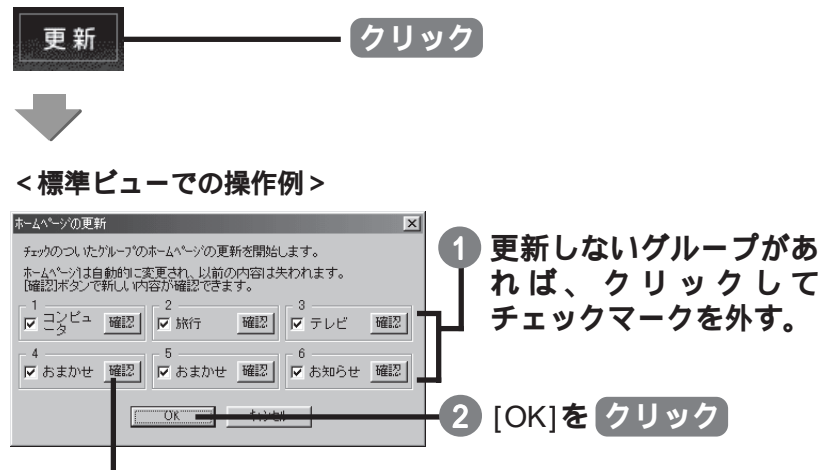 更新
クリック
<標準ビューでの操作例>
ホームページの更新
チェックのついたグループのホームページの更新を開始します。
ホームページは自動的に変更され、以前の内容は失われます。
[確認]ボタンで新しい内容が確認できます。
1
コンピュ
ータ
確認
2
旅行
確認
3
テレビ
確認
4
おまかせ
確認
5
おまかせ
確認
6
お知らせ
確認
OK
キャンセル
1 更新しないグループがあ
れば、クリックして
チェックマークを外す。
2 [OK]を クリック